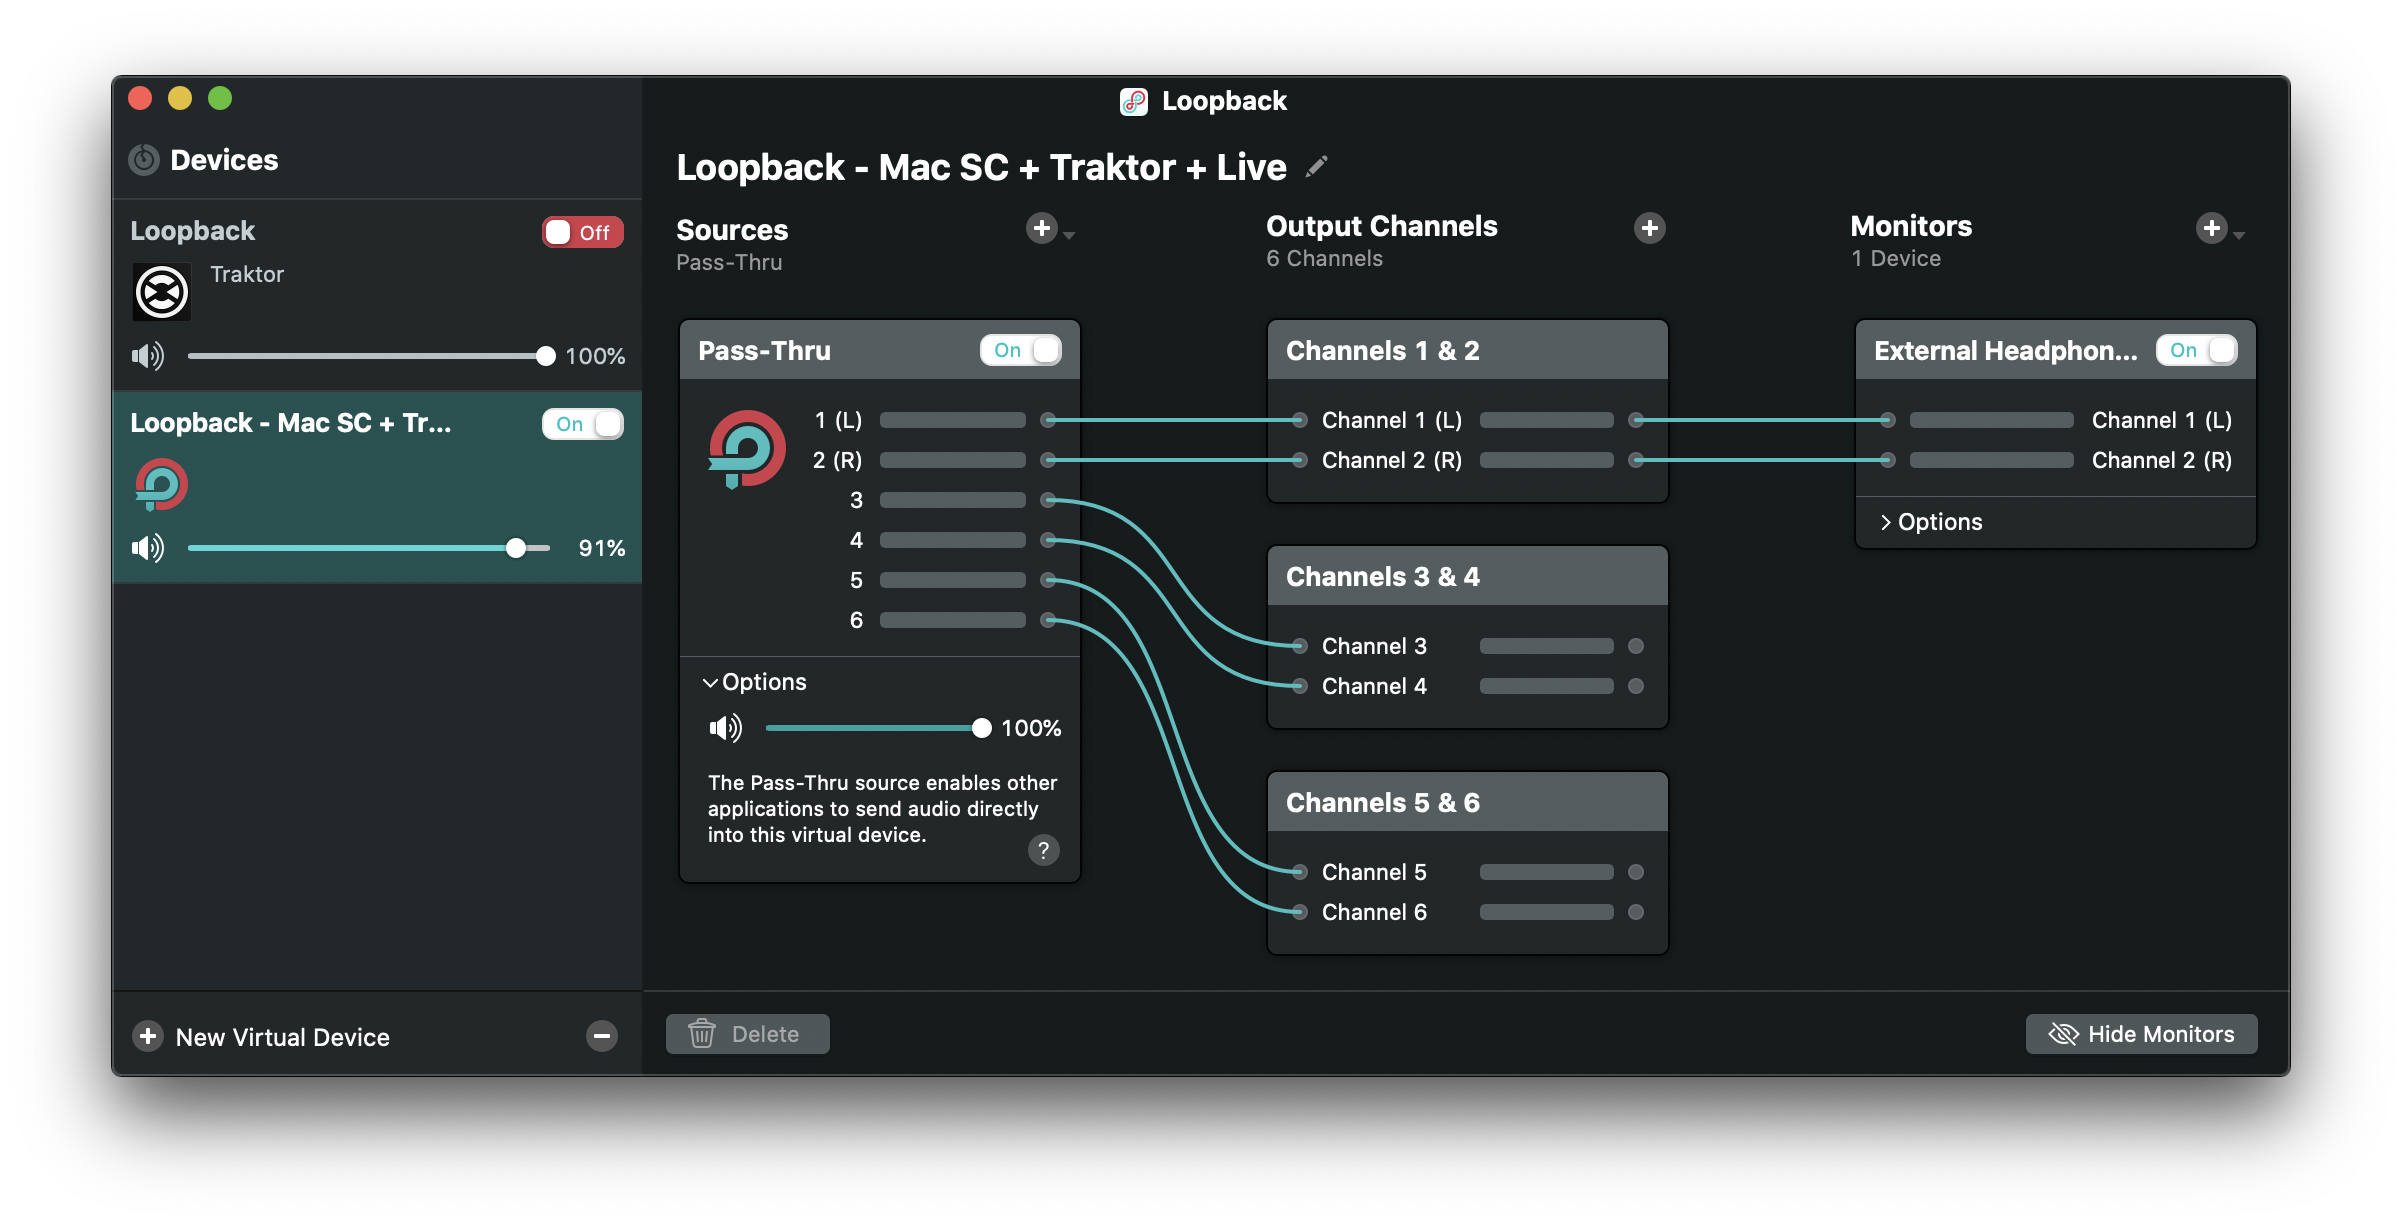 Loopback
Devices
Loopback
Off
Traktor
100%
Loopback - Mac SC + Tr...
On
91%
New Virtual Device
Loopback - Mac SC + Traktor + Live
Sources
Pass-Thru
Pass-Thru
On
1 (L)
2 (R)
3
4
5
6
Options
100%
The Pass-Thru source enables other
applications to send audio directly
into this virtual device.
?
Output Channels
6 Channels
Channels 1 & 2
Channel 1 (L)
Channel 2 (R)
Channels 3 & 4
Channel 3
Channel 4
Channels 5 & 6
Channel 5
Channel 6
Monitors
1 Device
External Headphon...
On
Channel 1 (L)
Channel 2 (R)
Options
Delete
Hide Monitors